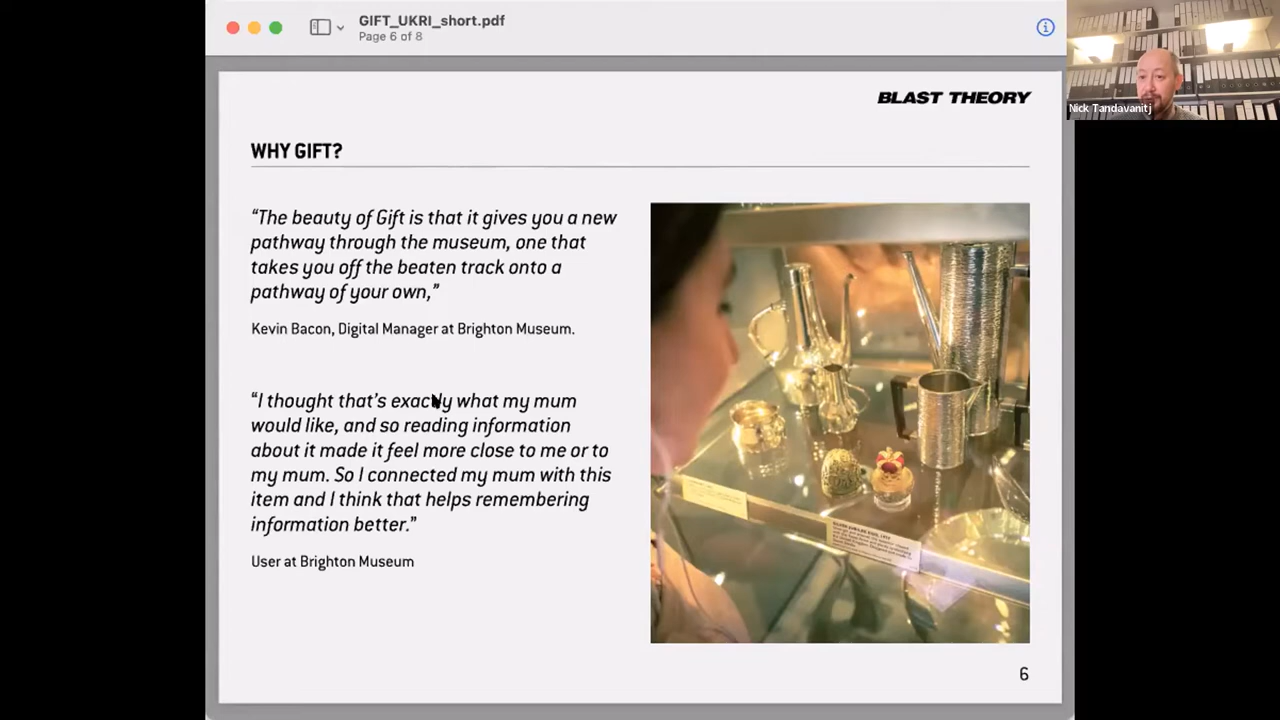 GIFT_UKRI_short.pdf
Page 6 of 8
Nick Tandavanitj
BLAST THEORY
WHY GIFT?
“The beauty of Gift is that it gives you a new
pathway through the museum, one that
takes you off the beaten track onto a
pathway of your own,”
Kevin Bacon, Digital Manager at Brighton Museum.
“I thought that’s exactly what my mum
would like, and so reading information
about it made it feel more close to me or to
my mum. So I connected my mum with this
item and I think that helps remembering
information better.”
User at Brighton Museum
6